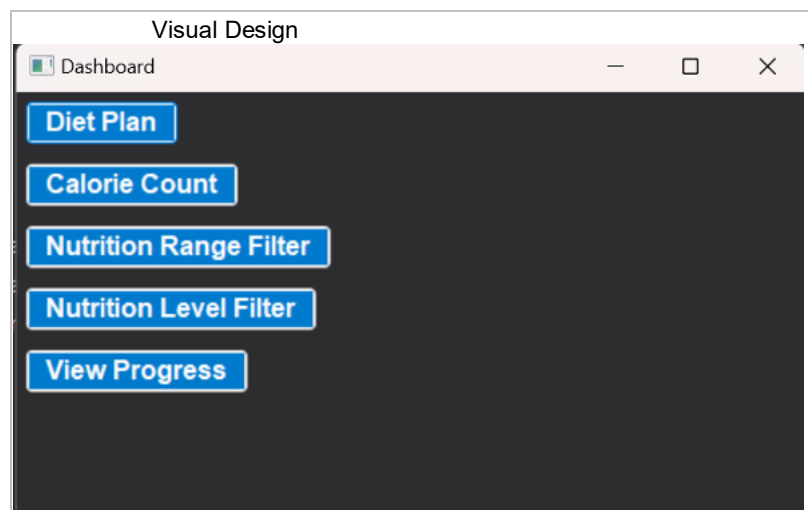 Visual Design
Dashboard
Diet Plan
Calorie Count
Nutrition Range Filter
Nutrition Level Filter
View Progress